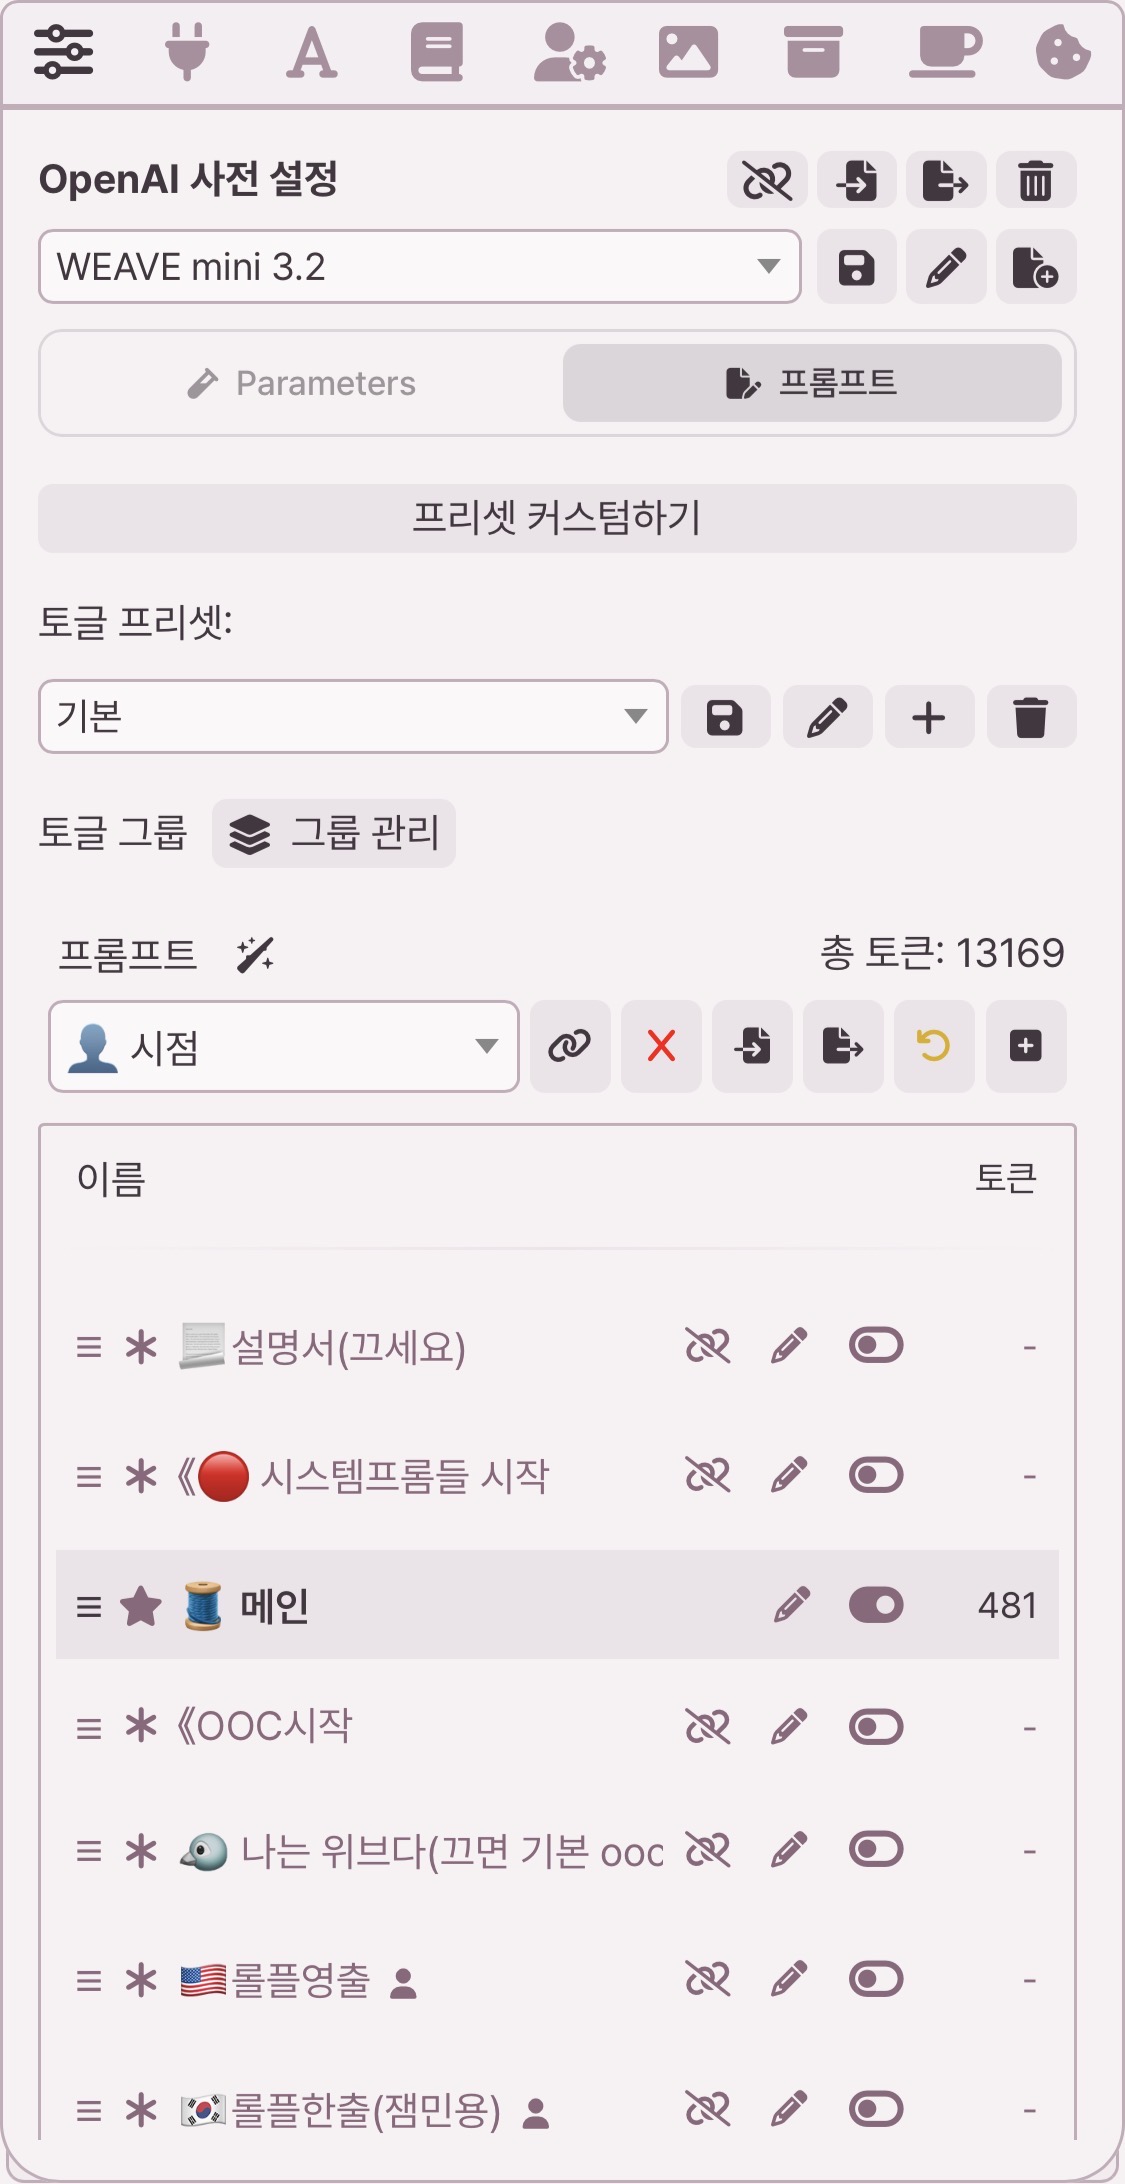 OpenAI 사전 설정
WEAVE mini 3.2
Parameters 프롬프트
프리셋 커스텀하기
토글 프리셋:
기본
토글 그룹 그룹 관리
프롬프트 총 토큰: 13169
시점
이름 토큰
설명서(끄세요) -
《🔴 시스템프롬들 시작 -
메인 481
《OOC시작 -
나는 위브다(끄면 기본 ooc -
롤플영출 -
롤플한출(잼민용) -